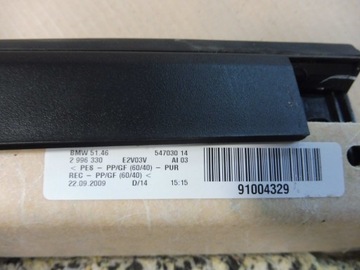 BMW 51.46 547030 14
2 996 330 E2V03V AI 03
< PES - PP/GF (60/40) - PUR
REC - PP/GF (60/40) <
22.09.2009 D/14 15:15
91004329